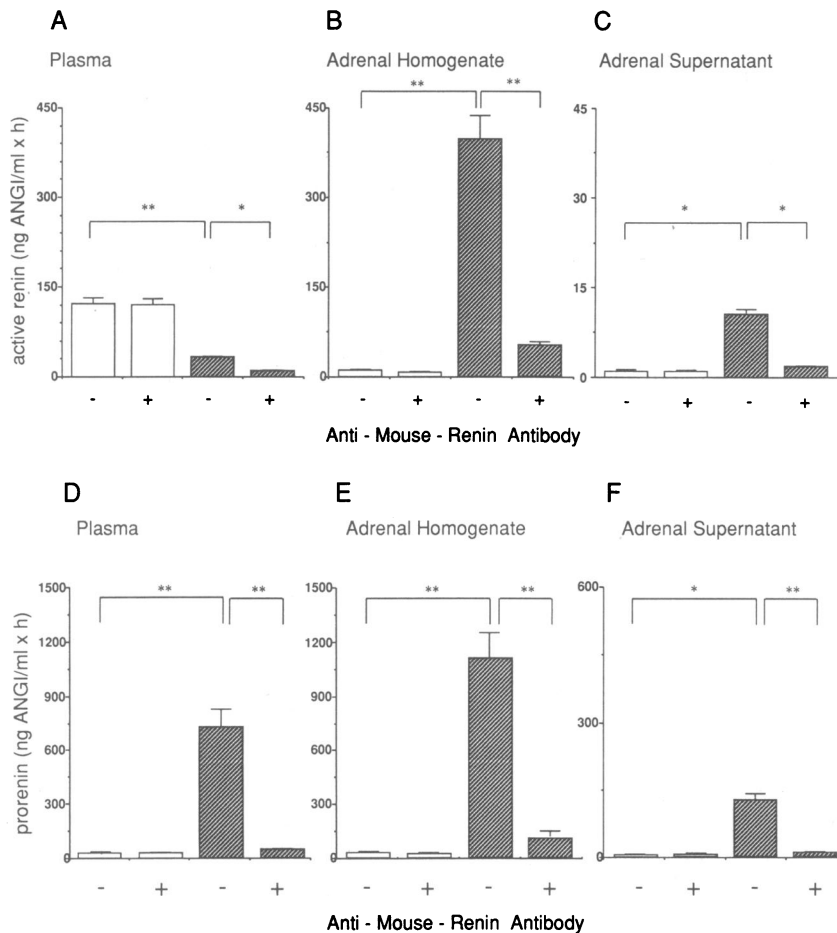 A
B
C
Plasma
Adrenal Homogenate
Adrenal Supernatant
active renin (ng ANGI/ml x h)
450
300
150
0
** *
450
300
150
0
** **
45
30
15
0
* *
- + - +
- + - +
- + - +
Anti - Mouse - Renin Antibody
D
E
F
Plasma
Adrenal Homogenate
Adrenal Supernatant
prorenin (ng ANGI/ml x h)
1500
1200
900
600
300
0
** **
1500
1200
900
600
300
0
** **
600
300
0
* **
- + - +
- + - +
- + - +
Anti - Mouse - Renin Antibody